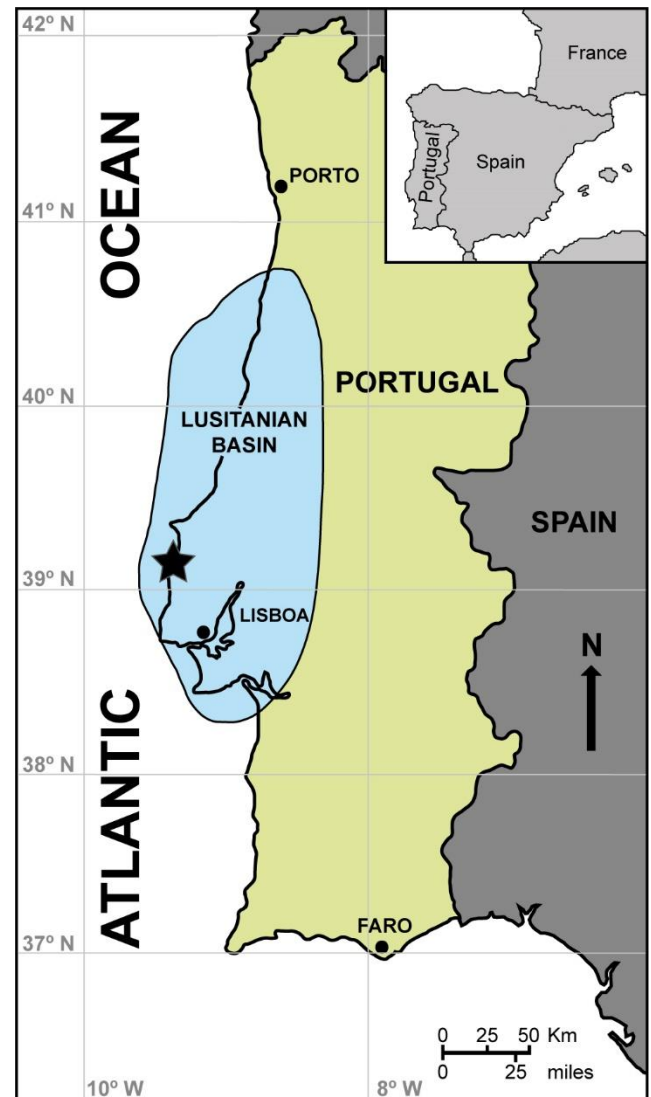 42º N
France
OCEAN
Portugal
Spain
PORTO
41º N
PORTUGAL
40º N
LUSITANIAN
BASIN
SPAIN
39º N
LISBOA
N
ATLANTIC
38º N
FARO
37º N
0 25 50 Km
0 25 miles
10º W 8º W